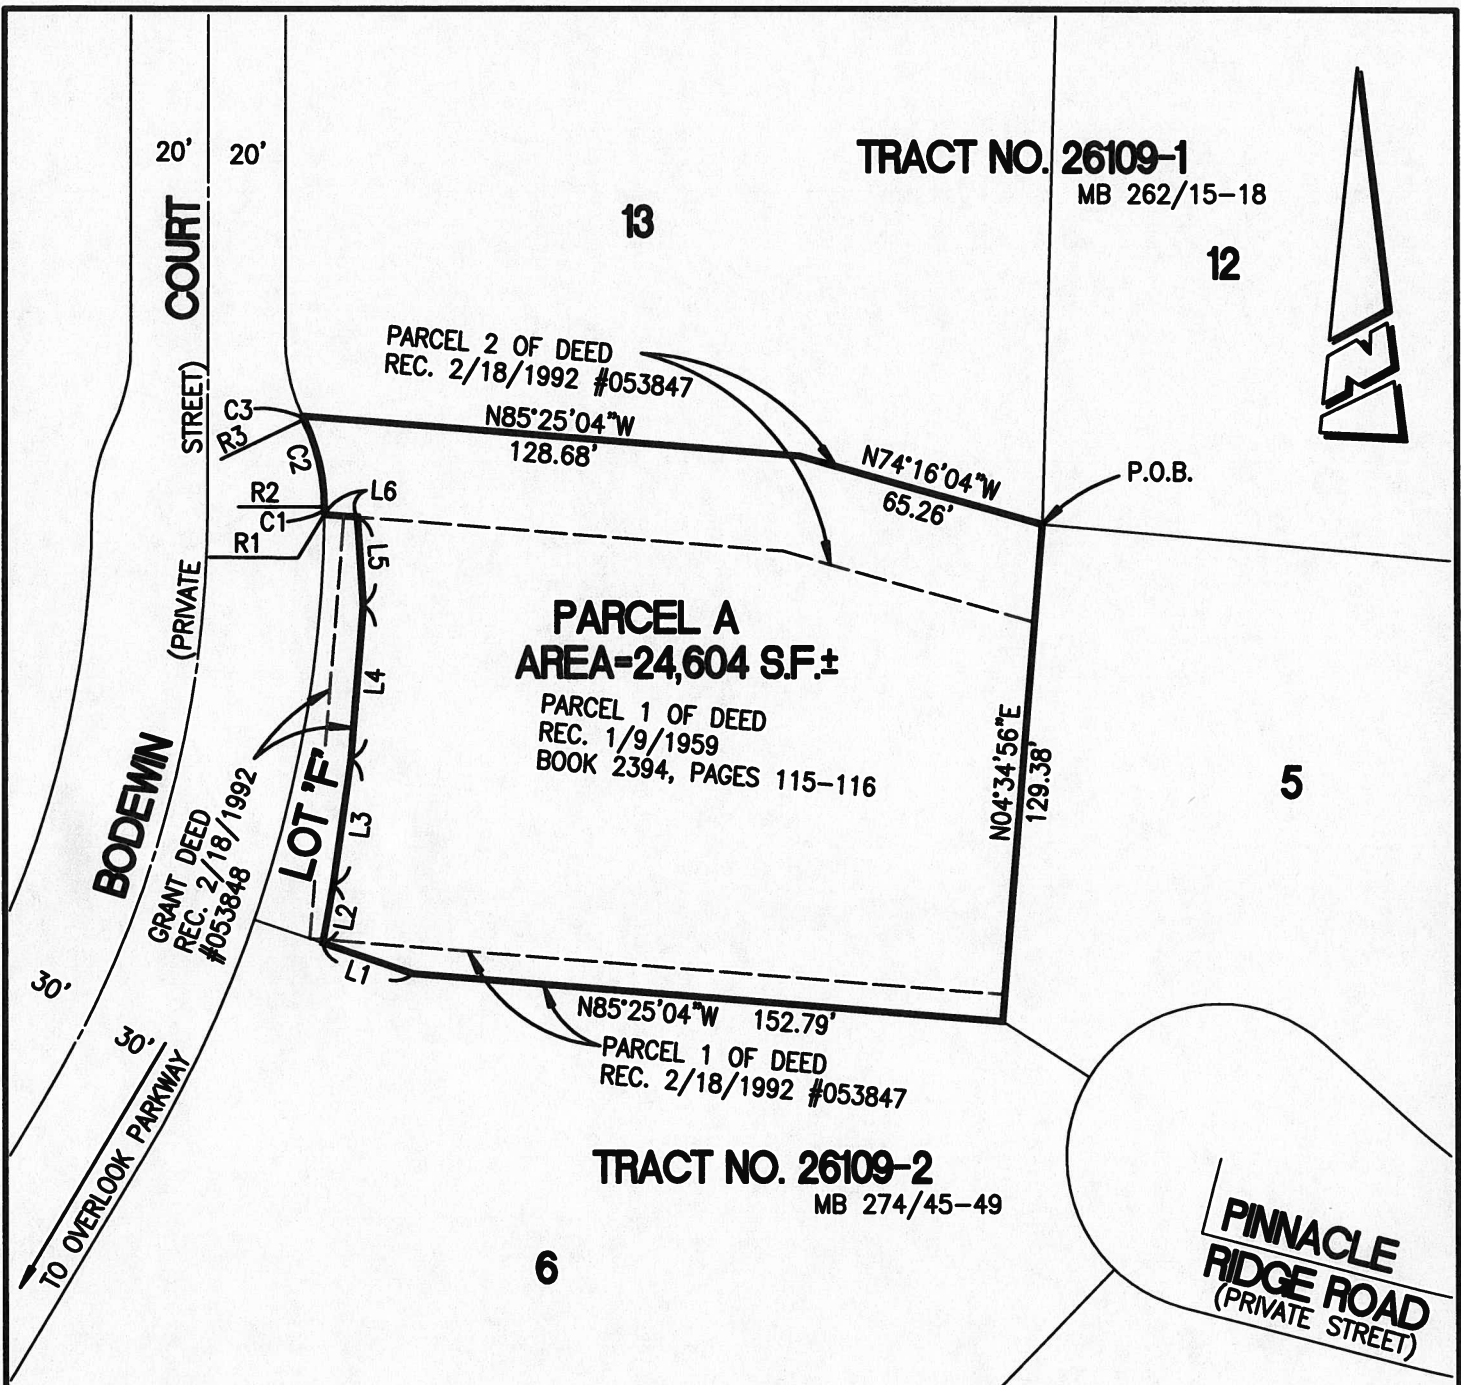 20'
20'
TRACT NO. 26109-1
MB 262/15-18
13
12
COURT
PARCEL 2 OF DEED
REC. 2/18/1992 #053847
N85°25'04"W
128.68'
N74°16'04"W
65.26'
P.O.B.
C3
R3
C2
STREET)
R2
L6
C1
R1
L5
(PRIVATE
PARCEL A
AREA=24,604 S.F.±
PARCEL 1 OF DEED
REC. 1/9/1959
BOOK 2394, PAGES 115-116
L4
N04°34'56"E
129.38'
5
BODEWIN
LOT "F"
GRANT DEED
REC. 2/18/1992
#053848
L3
L2
L1
30'
30'
N85°25'04"W 152.79'
PARCEL 1 OF DEED
REC. 2/18/1992 #053847
TO OVERLOOK PARKWAY
TRACT NO. 26109-2
MB 274/45-49
6
PINNACLE
RIDGE ROAD
(PRIVATE STREET)